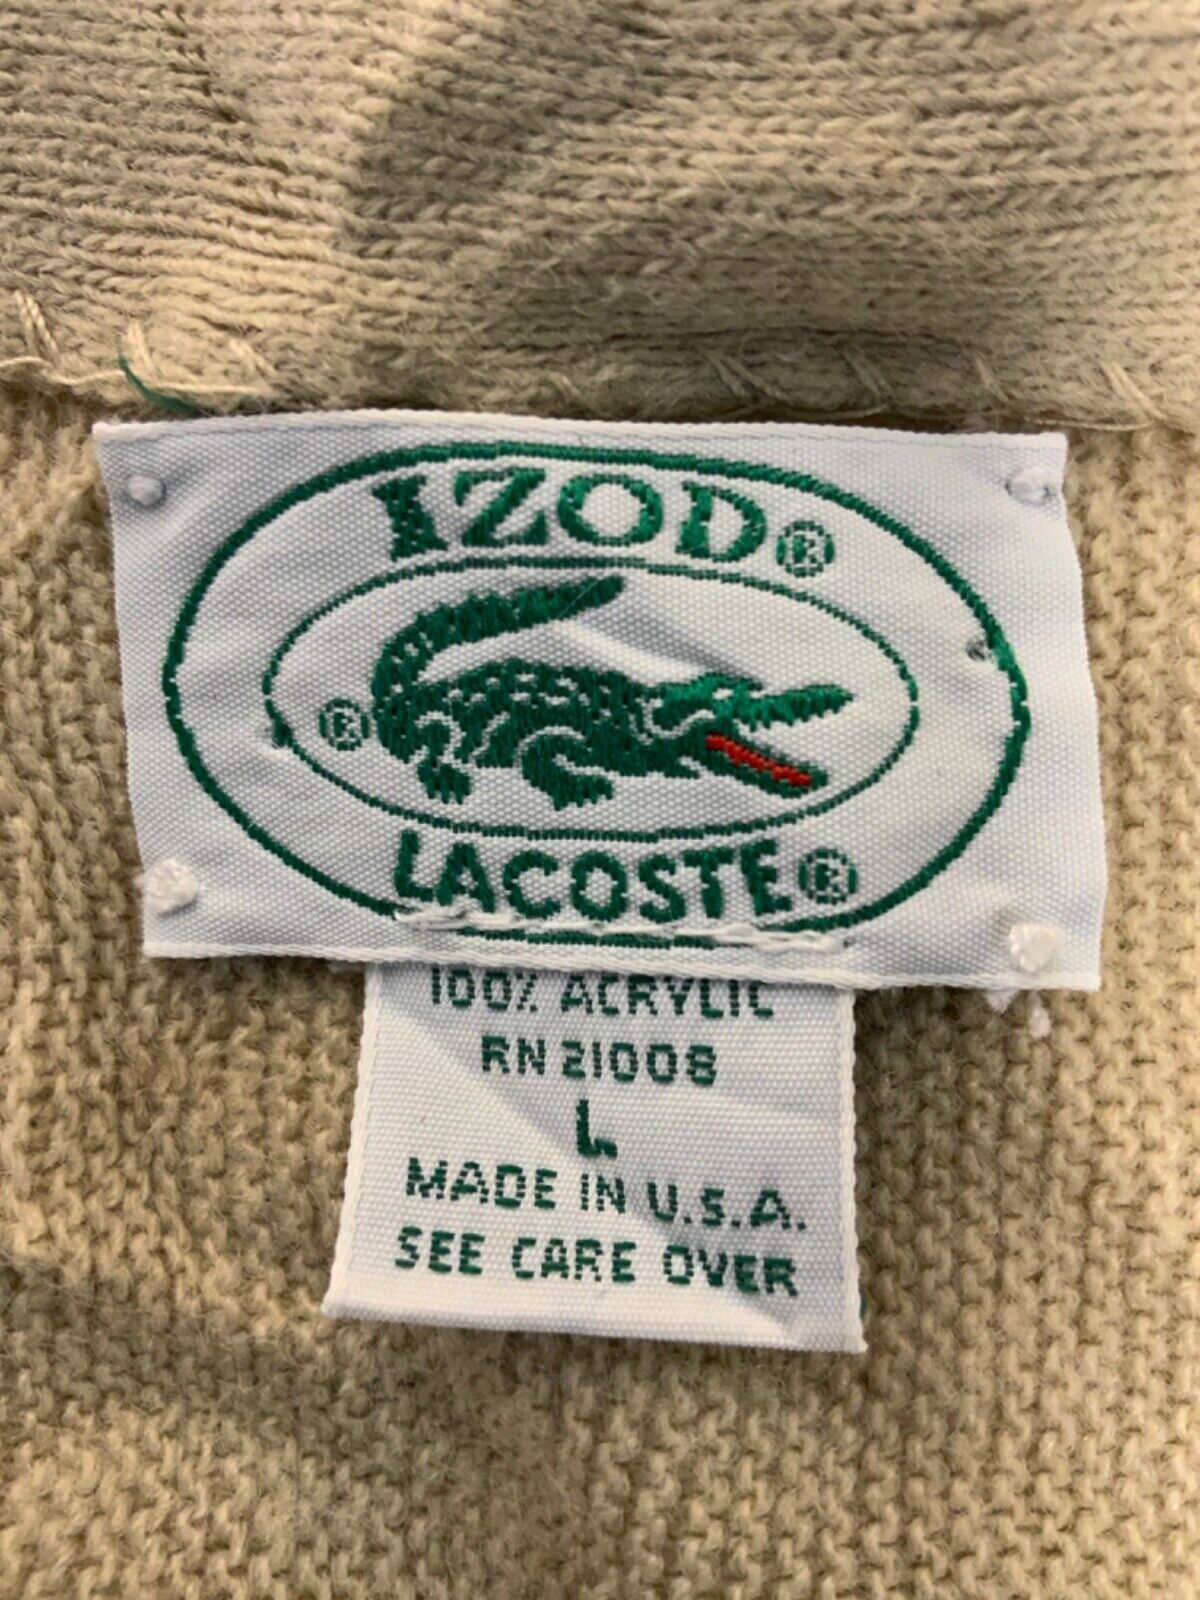 IZOD®
®
LACOSTE®
100% ACRYLIC
RN 21008
L
MADE IN U.S.A.
SEE CARE OVER